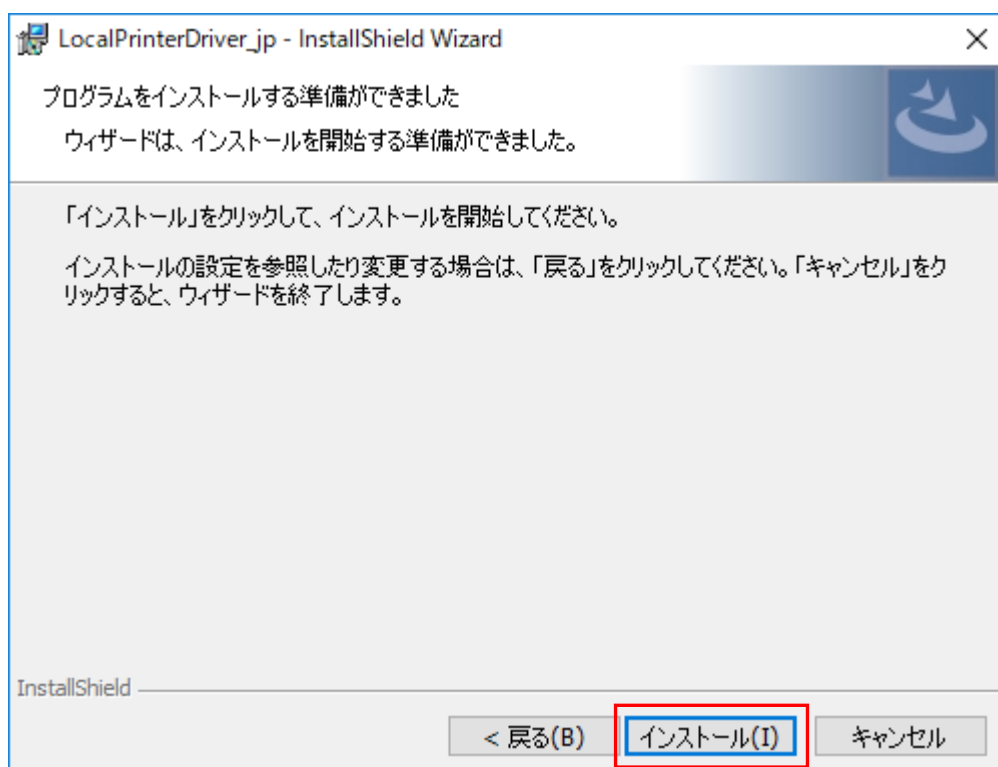 LocalPrinterDriver_jp - InstallShield Wizard
プログラムをインストールする準備ができました
ウィザードは、インストールを開始する準備ができました。
「インストール」をクリックして、インストールを開始してください。
インストールの設定を参照したり変更する場合は、「戻る」をクリックしてください。「キャンセル」をク
リックすると、ウィザードを終了します。
InstallShield
< 戻る(B) インストール(I) キャンセル